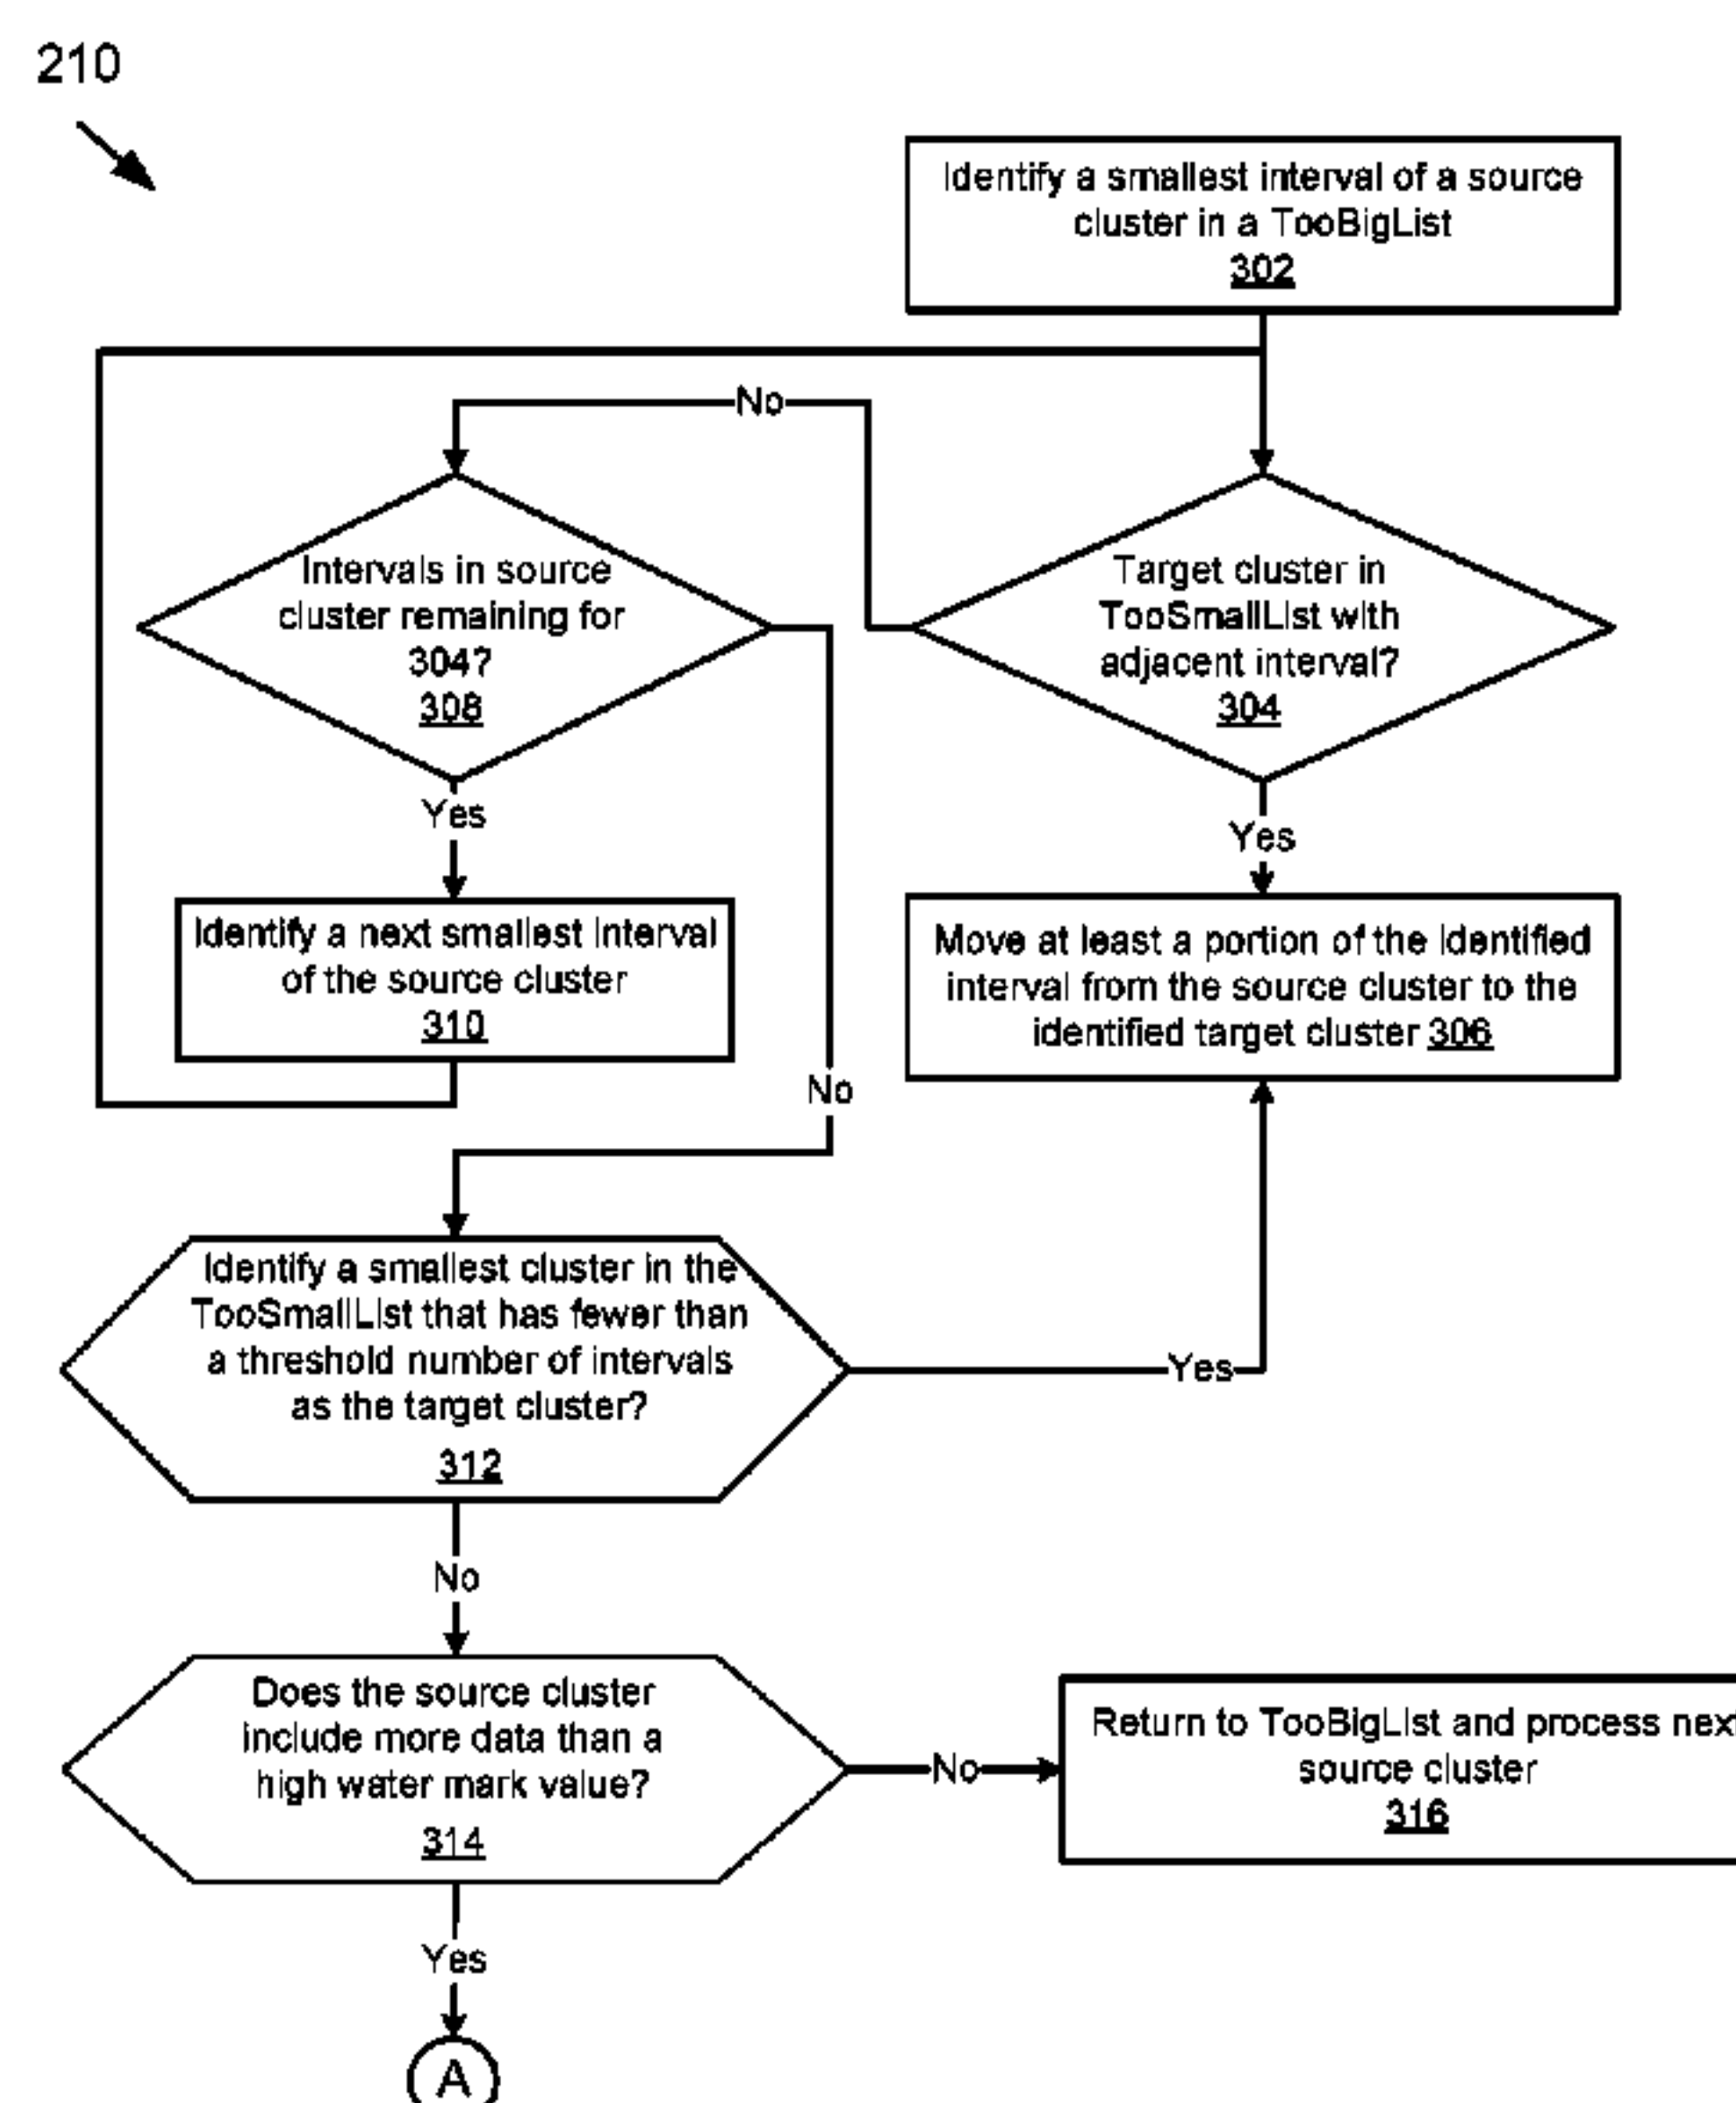 210
Identify a smallest interval of a source
cluster in a TooBigList
302
No
Intervals in source
cluster remaining for
304?
308
Target cluster in
TooSmallList with
adjacent interval?
304
Yes
Yes
Identify a next smallest interval
of the source cluster
310
Move at least a portion of the identified
interval from the source cluster to the
identified target cluster 306
No
Identify a smallest cluster in the
TooSmallList that has fewer than
a threshold number of intervals
as the target cluster?
312
Yes
No
Does the source cluster
include more data than a
high water mark value?
314
No
Return to TooBigList and process next
source cluster
316
Yes
A